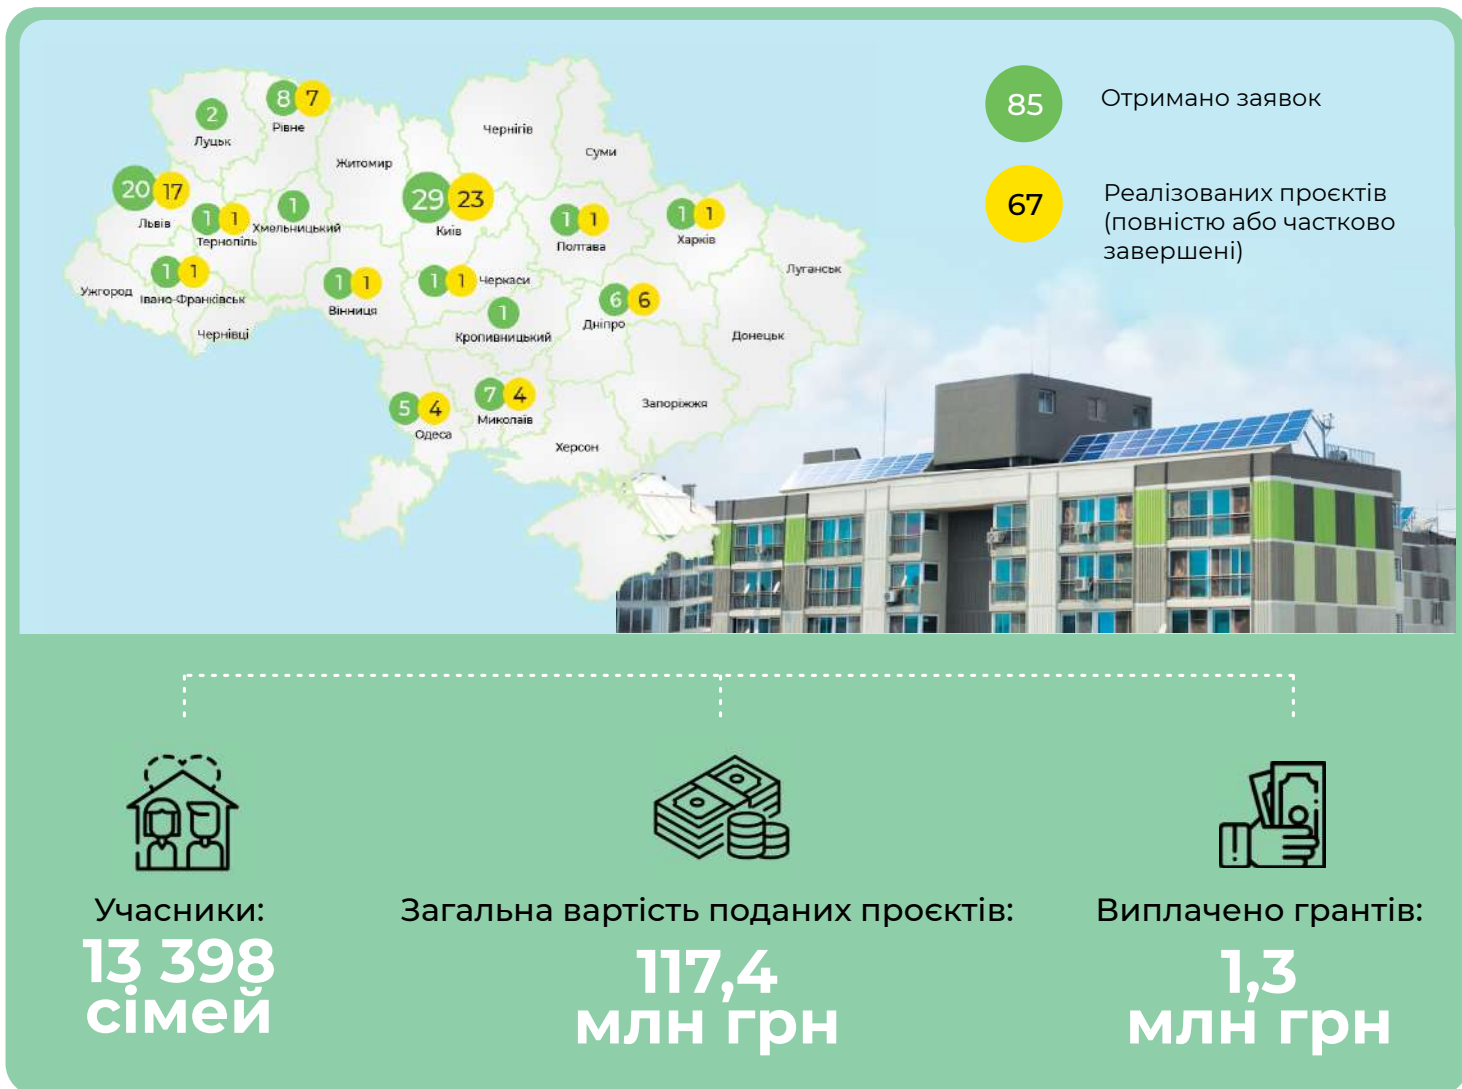 85
Отримано заявок
67
Реалізованих проєктів
(повністю або частково
завершені)
2
Луцьк
8 7
Рівне
Житомир
Чернігів
Суми
20 17
Львів
1 1
Тернопіль
1
Хмельницький
29 23
Київ
1 1
Полтава
1 1
Харків
Луганськ
Ужгород
1 1
Івано-Франківськ
Чернівці
1 1
Вінниця
1 1 Черкаси
1
Кропивницький
6 6
Дніпро
Донецьк
5 4
Одеса
7 4
Миколаїв
Запоріжжя
Херсон
Учасники:
13 398
сімей
Загальна вартість поданих проєктів:
117,4
млн грн
Виплачено грантів:
1,3
млн грн